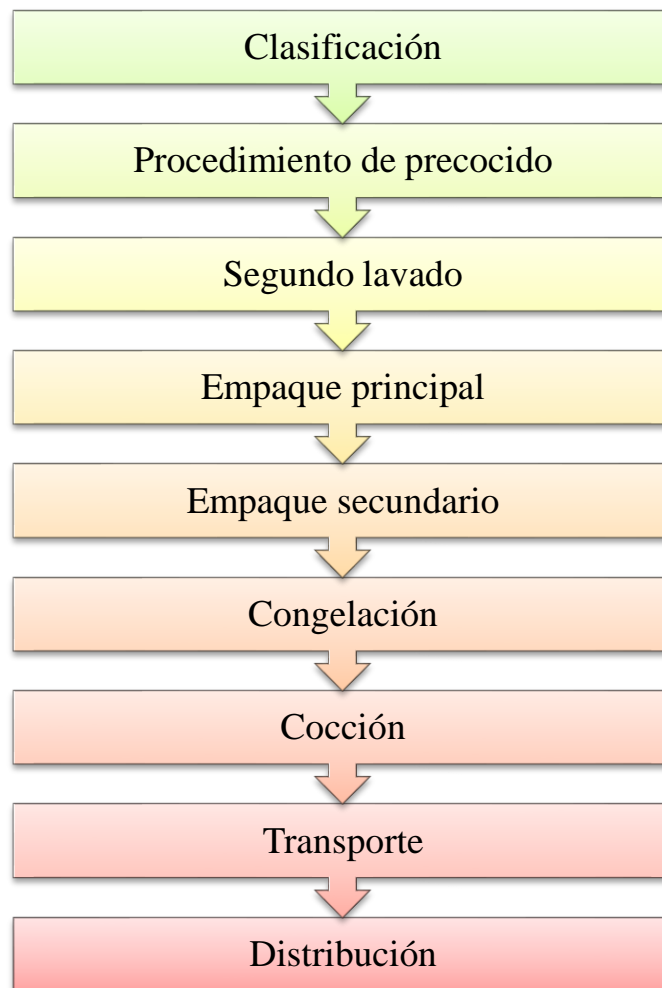 Clasificación
Procedimiento de precocido
Segundo lavado
Empaque principal
Empaque secundario
Congelación
Cocción
Transporte
Distribución